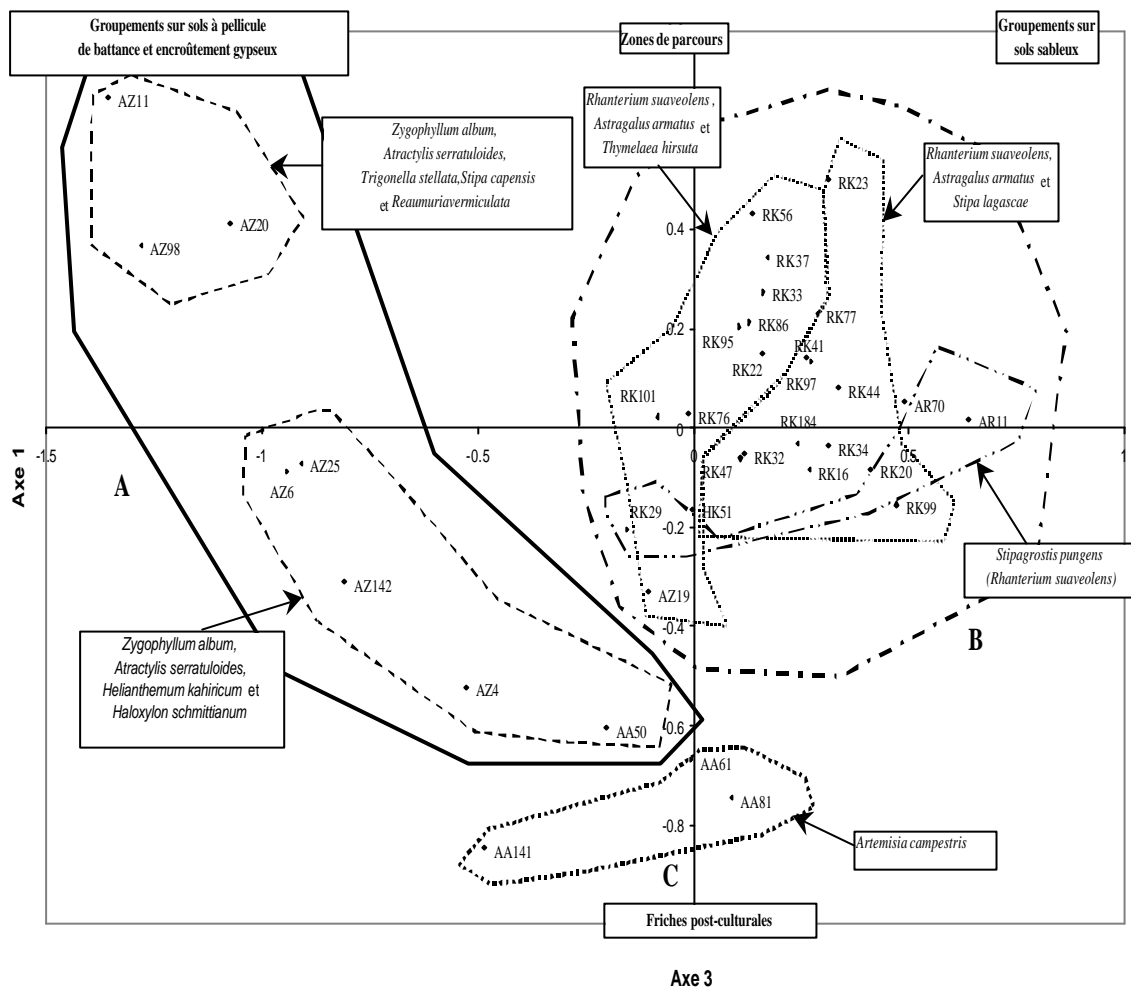 Groupements sur sols à pellicule
de battance et encroûtement gypseux
Zones de parcours
Groupements sur
sols sableux
Zygophyllum album,
Atractylis serratuloides,
Trigonella stellata,Stipa capensis
et Reaumuriavermiculata
Rhanterium suaveolens ,
Astragalus armatus et
Thymelaea hirsuta
Rhanterium suaveolens,
Astragalus armatus et
Stipa lagascae
AZ11
AZ20
AZ98
RK23
RK56
0.4
RK37
RK33
RK77
RK86
0.2
RK95
RK41
RK22
RK97
RK44
RK101
RK76
AR70
AR11
-1.5
-1
-0.5
0
0
0.5
1
Axe 1
A
AZ25
AZ6
RK184
RK34
RK47
RK32
RK16
RK20
RK99
HK51
RK29
-0.2
AZ142
AZ19
-0.4
Stipagrostis pungens
(Rhanterium suaveolens)
B
Zygophyllum album,
Atractylis serratuloides,
Helianthemum kahiricum et
Haloxylon schmittianum
AZ4
AA50
-0.6
AA61
AA81
-0.8
AA141
Artemisia campestris
C
Friches post-culturales
Axe 3